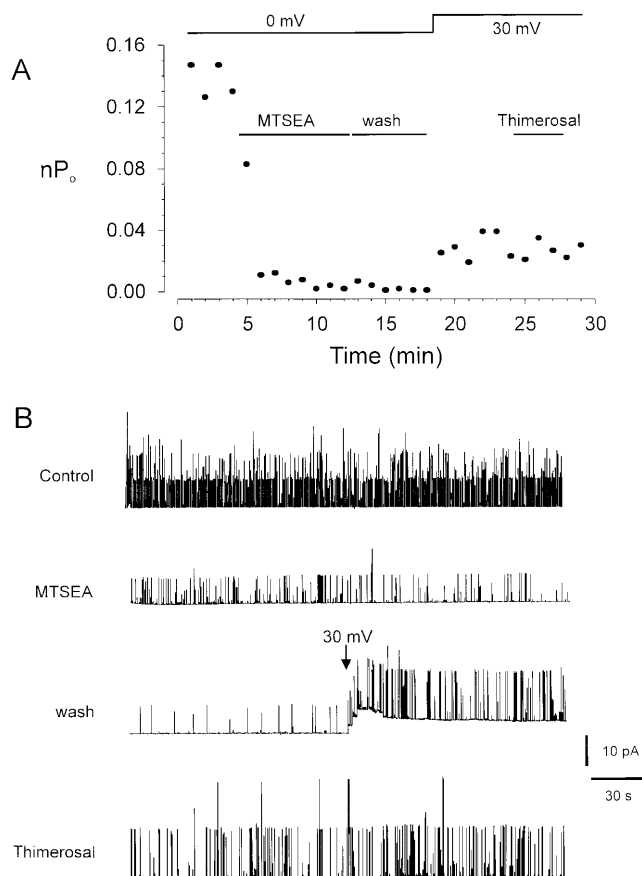 0 mV
30 mV
A
0.16
0.12
0.08
0.04
0.00
nPₒ
MTSEA
wash
Thimerosal
0 5 10 15 20 25 30
Time (min)
B
Control
MTSEA
30 mV
wash
10 pA
30 s
Thimerosal